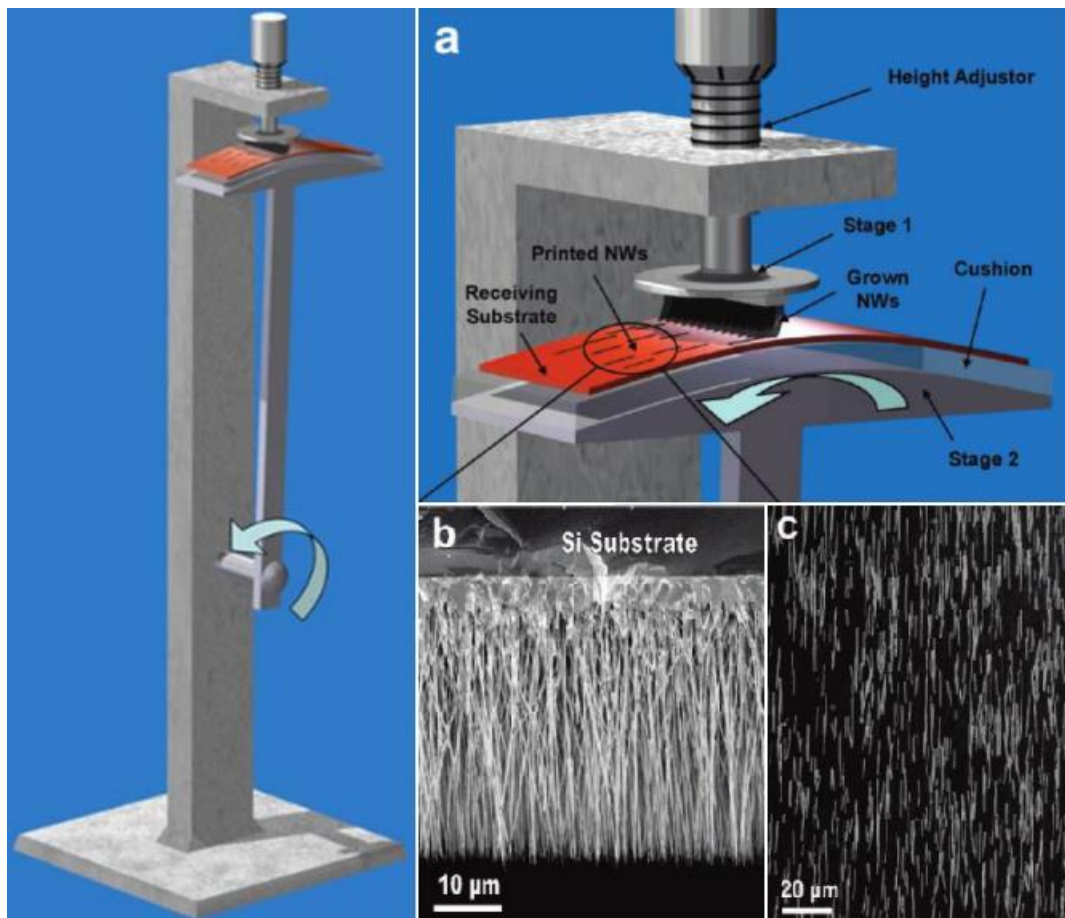 a
Height Adjustor
Stage 1
Printed NWs
Grown
NWs
Cushion
Receiving
Substrate
Stage 2
b
Si Substrate
10 µm
c
20 µm